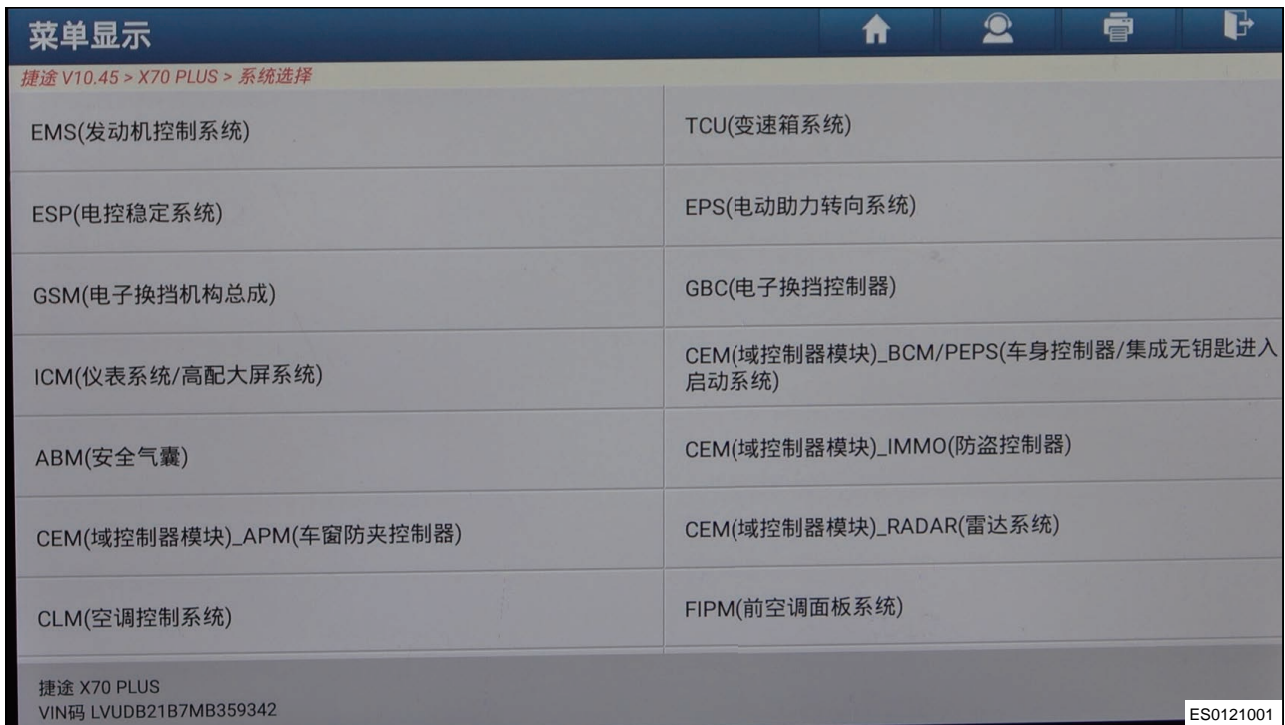 菜单显示
捷途 V10.45 > X70 PLUS > 系统选择
EMS(发动机控制系统)
TCU(变速箱系统)
ESP(电控稳定系统)
EPS(电动助力转向系统)
GSM(电子换挡机构总成)
GBC(电子换挡控制器)
ICM(仪表系统/高配大屏系统)
CEM(域控制器模块)_BCM/PEPS(车身控制器/集成无钥匙进入
启动系统)
ABM(安全气囊)
CEM(域控制器模块)_IMMO(防盗控制器)
CEM(域控制器模块)_APM(车窗防夹控制器)
CEM(域控制器模块)_RADAR(雷达系统)
CLM(空调控制系统)
FIPM(前空调面板系统)
捷途 X70 PLUS
VIN码 LVUDB21B7MB359342
ES0121001